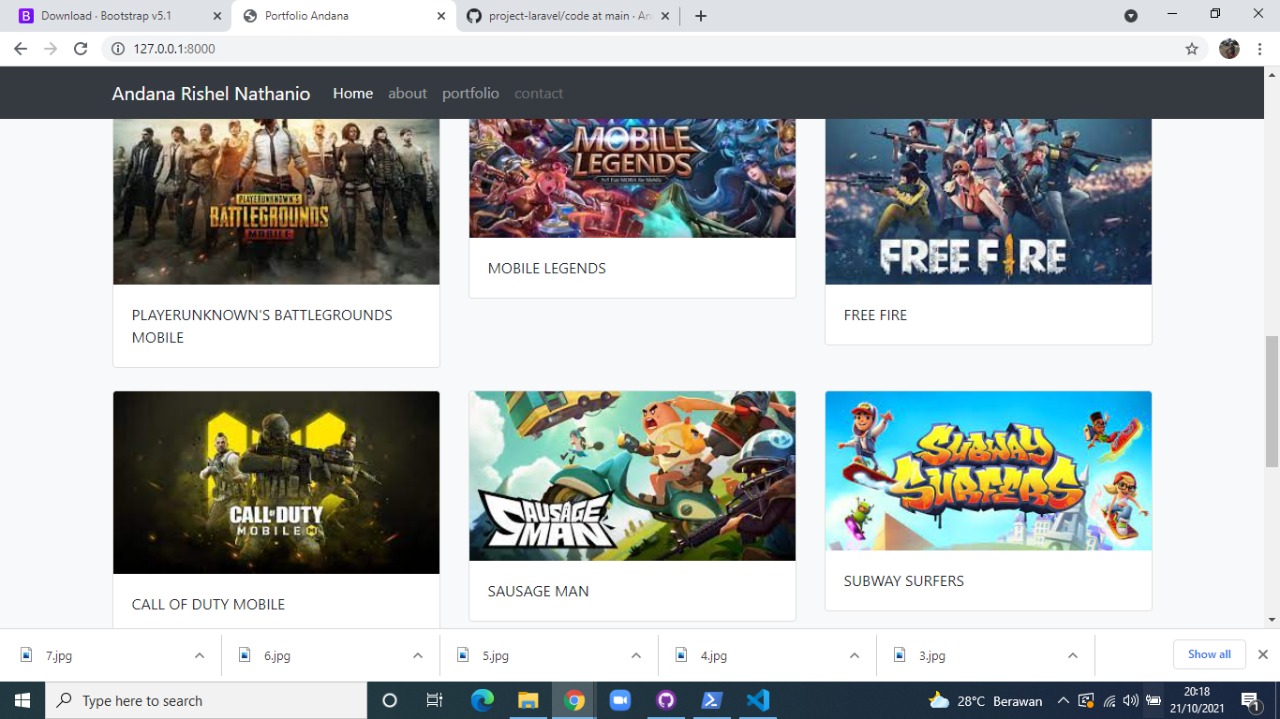 Download · Bootstrap v5.1
Portfolio Andana
project-laravel/code at main · An
127.0.0.1:8000
Andana Rishel Nathanio Home about portfolio contact
PLAYERUNKNOWN'S
BATTLEGROUNDS
MOBILE
MOBILE
LEGENDS
FREE FIRE
MOBILE LEGENDS
PLAYERUNKNOWN'S BATTLEGROUNDS
MOBILE
FREE FIRE
CALL OF DUTY
MOBILE
SAUSAGE
MAN
SUBWAY
SURFERS
CALL OF DUTY MOBILE
SAUSAGE MAN
SUBWAY SURFERS
7.jpg
6.jpg
5.jpg
4.jpg
3.jpg
Show all
Type here to search
28°C Berawan
20:18
21/10/2021
1